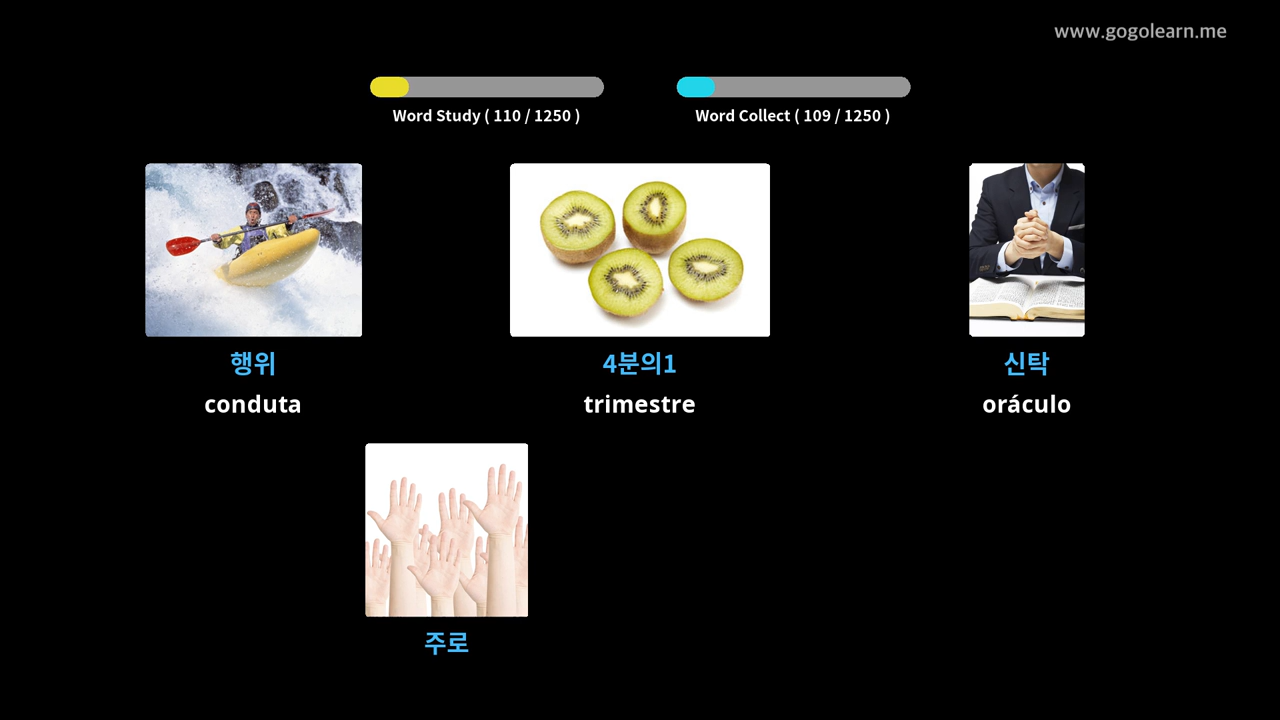 www.gogolearn.me
Word Study ( 110 / 1250 )
Word Collect ( 109 / 1250 )
행위
4분의1
신탁
conduta
trimestre
oráculo
주로